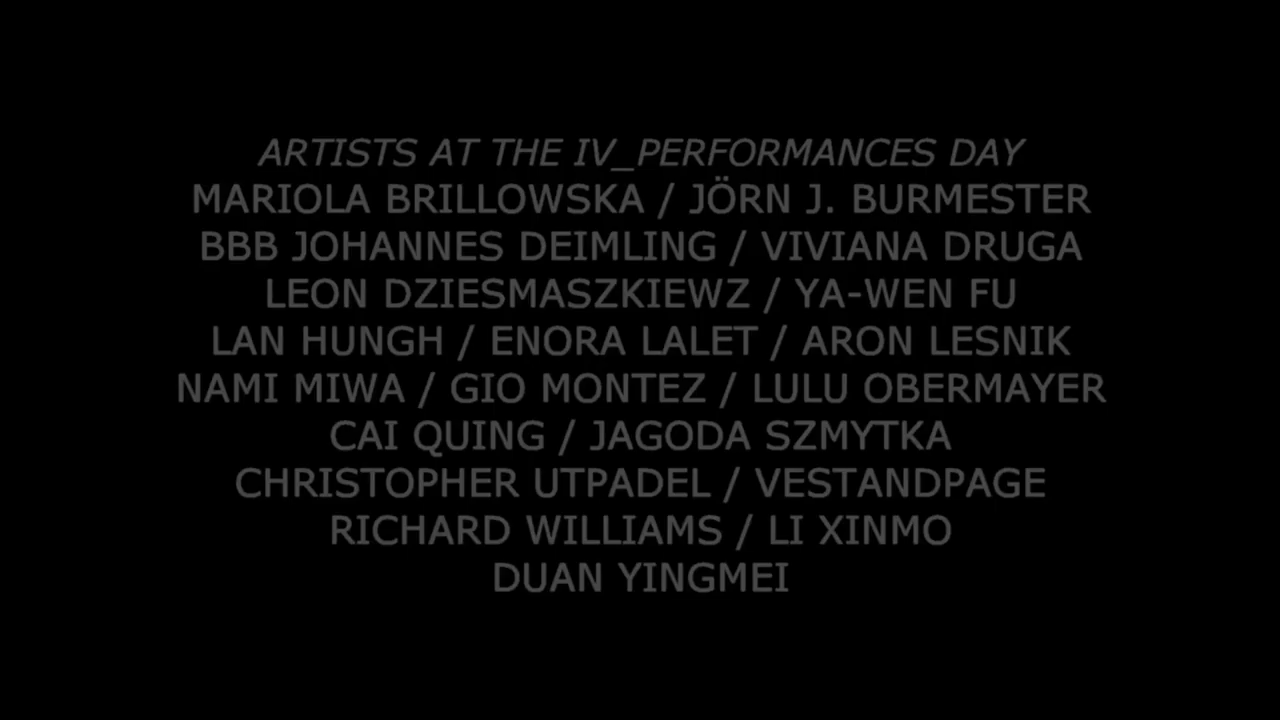 ARTISTS AT THE IV_PERFORMANCES DAY
MARIOLA BRILLOWSKA / JÖRN J. BURMESTER
BBB JOHANNES DEIMLING / VIVIANA DRUGA
LEON DZIESMASZKIEWZ / YA-WEN FU
LAN HUNGH / ENORA LALET / ARON LESNIK
NAMI MIWA / GIO MONTEZ / LULU OBERMAYER
CAI QUING / JAGODA SZMYTKA
CHRISTOPHER UTPADEL / VESTANDPAGE
RICHARD WILLIAMS / LI XINMO
DUAN YINGMEI